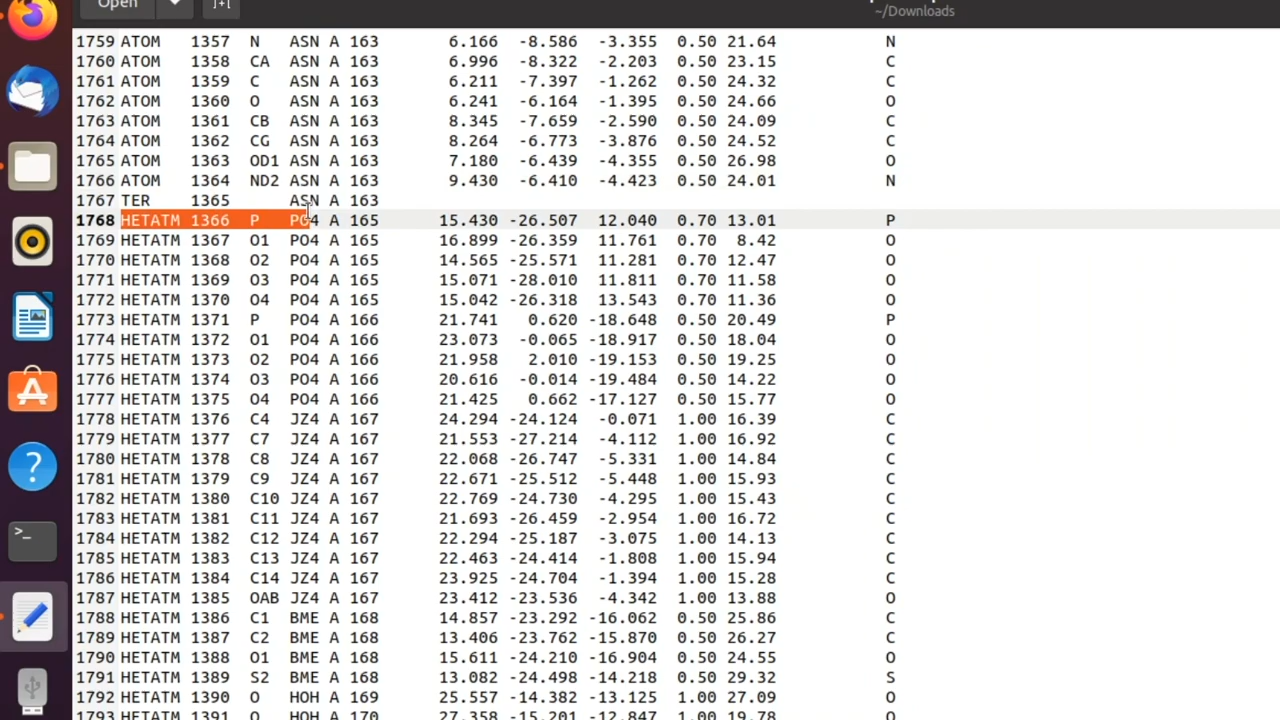 Open
~/Downloads
1759 ATOM 1357 N ASN A 163 6.166 -8.586 -3.355 0.50 21.64 N
1760 ATOM 1358 CA ASN A 163 6.996 -8.322 -2.203 0.50 23.15 C
1761 ATOM 1359 C ASN A 163 6.211 -7.397 -1.262 0.50 24.32 C
1762 ATOM 1360 O ASN A 163 6.241 -6.164 -1.395 0.50 24.66 O
1763 ATOM 1361 CB ASN A 163 8.345 -7.659 -2.590 0.50 24.09 C
1764 ATOM 1362 CG ASN A 163 8.264 -6.773 -3.876 0.50 24.52 C
1765 ATOM 1363 OD1 ASN A 163 7.180 -6.439 -4.355 0.50 26.98 O
1766 ATOM 1364 ND2 ASN A 163 9.430 -6.410 -4.423 0.50 24.01 N
1767 TER 1365 ASN A 163
1768 HETATM 1366 P PO4 A 165 15.430 -26.507 12.040 0.70 13.01 P
1769 HETATM 1367 O1 PO4 A 165 16.899 -26.359 11.761 0.70 8.42 O
1770 HETATM 1368 O2 PO4 A 165 14.565 -25.571 11.281 0.70 12.47 O
1771 HETATM 1369 O3 PO4 A 165 15.071 -28.010 11.811 0.70 11.58 O
1772 HETATM 1370 O4 PO4 A 165 15.042 -26.318 13.543 0.70 11.36 O
1773 HETATM 1371 P PO4 A 166 21.741 0.620 -18.648 0.50 20.49 P
1774 HETATM 1372 O1 PO4 A 166 23.073 -0.065 -18.917 0.50 18.04 O
1775 HETATM 1373 O2 PO4 A 166 21.958 2.010 -19.153 0.50 19.25 O
1776 HETATM 1374 O3 PO4 A 166 20.616 -0.014 -19.484 0.50 14.22 O
1777 HETATM 1375 O4 PO4 A 166 21.425 0.662 -17.127 0.50 15.77 O
1778 HETATM 1376 C4 JZ4 A 167 24.294 -24.124 -0.071 1.00 16.39 C
1779 HETATM 1377 C7 JZ4 A 167 21.553 -27.214 -4.112 1.00 16.92 C
1780 HETATM 1378 C8 JZ4 A 167 22.068 -26.747 -5.331 1.00 14.84 C
1781 HETATM 1379 C9 JZ4 A 167 22.671 -25.512 -5.448 1.00 15.93 C
1782 HETATM 1380 C10 JZ4 A 167 22.769 -24.730 -4.295 1.00 15.43 C
1783 HETATM 1381 C11 JZ4 A 167 21.693 -26.459 -2.954 1.00 16.72 C
1784 HETATM 1382 C12 JZ4 A 167 22.294 -25.187 -3.075 1.00 14.13 C
1785 HETATM 1383 C13 JZ4 A 167 22.463 -24.414 -1.808 1.00 15.94 C
1786 HETATM 1384 C14 JZ4 A 167 23.925 -24.704 -1.394 1.00 15.28 C
1787 HETATM 1385 OAB JZ4 A 167 23.412 -23.536 -4.342 1.00 13.88 O
1788 HETATM 1386 C1 BME A 168 14.857 -23.292 -16.062 0.50 25.86 C
1789 HETATM 1387 C2 BME A 168 13.406 -23.762 -15.870 0.50 26.27 C
1790 HETATM 1388 O1 BME A 168 15.611 -24.210 -16.904 0.50 24.55 O
1791 HETATM 1389 S2 BME A 168 13.082 -24.498 -14.218 0.50 29.32 S
1792 HETATM 1390 O HOH A 169 25.557 -14.382 -13.125 1.00 27.09 O
1793 HETATM 1391 O HOH A 170 27.358 -15.201 -12.847 1.00 19.78 O